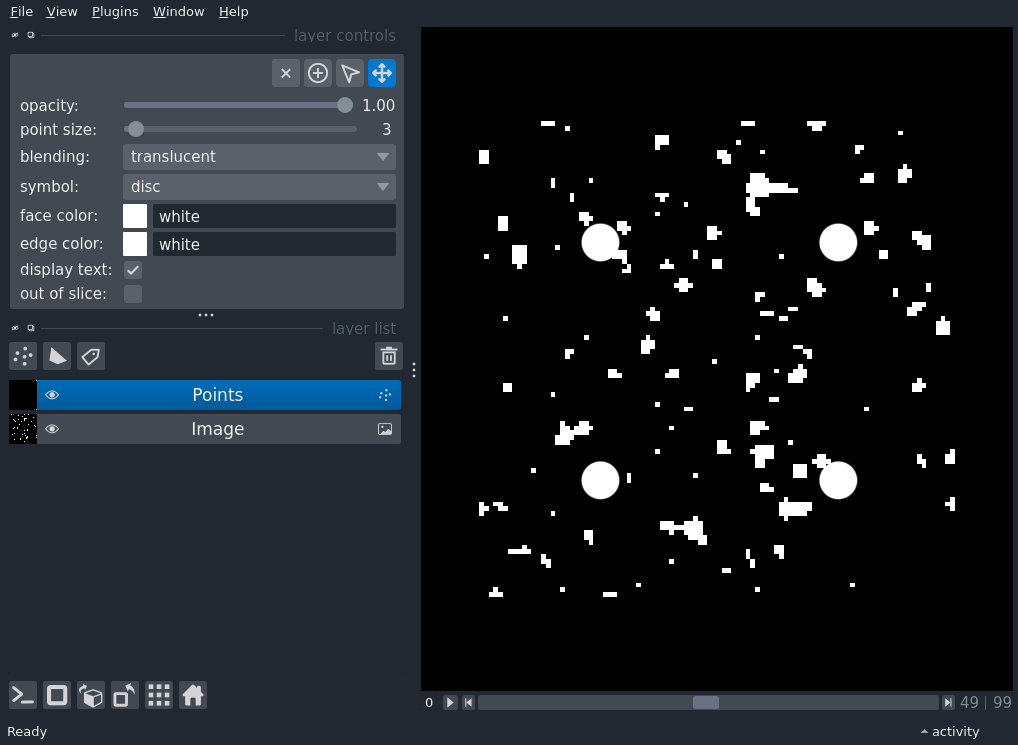 File View Plugins Window Help
layer controls
opacity: 1.00
point size: 3
blending: translucent
symbol: disc
face color: white
edge color: white
display text:
out of slice:
layer list
Points
Image
0 49 | 99
Ready activity